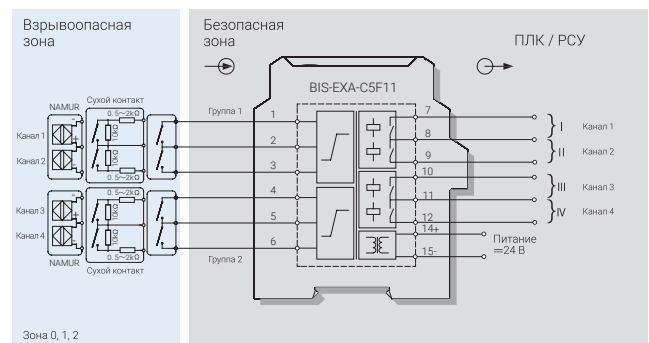 Взрывоопасная
зона
Безопасная
зона
ПЛК / РСУ
BIS-EXA-C5F11
NAMUR
Сухой контакт
0.5~2kΩ
10kΩ
10kΩ
0.5~2kΩ
Канал 1
Канал 2
Группа 1
1
2
3
7
8
9
I
Канал 1
II
Канал 2
0.5~2kΩ
10kΩ
10kΩ
0.5~2kΩ
Канал 3
Канал 4
NAMUR
Сухой контакт
4
5
6
Группа 2
10
11
12
III
Канал 3
IV
Канал 4
14+
15-
Питание
⎓24 В
Зона 0, 1, 2